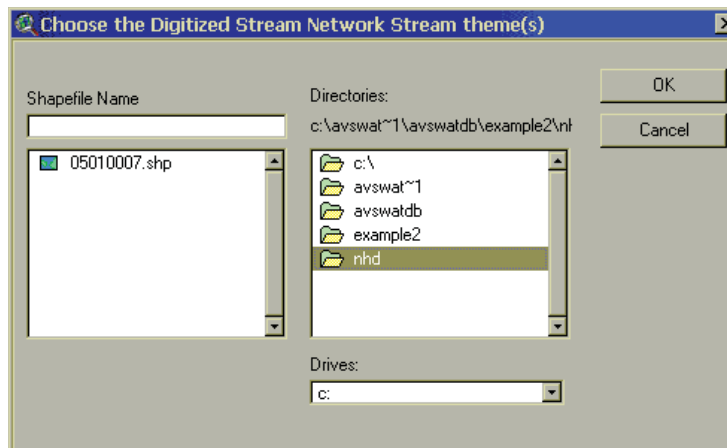 Choose the Digitized Stream Network Stream theme(s)
Shapefile Name
05010007.shp
Directories:
c:\avswat~1\avswatdb\example2\nh
c:\
avswat~1
avswatdb
example2
nhd
Drives:
c:
OK
Cancel